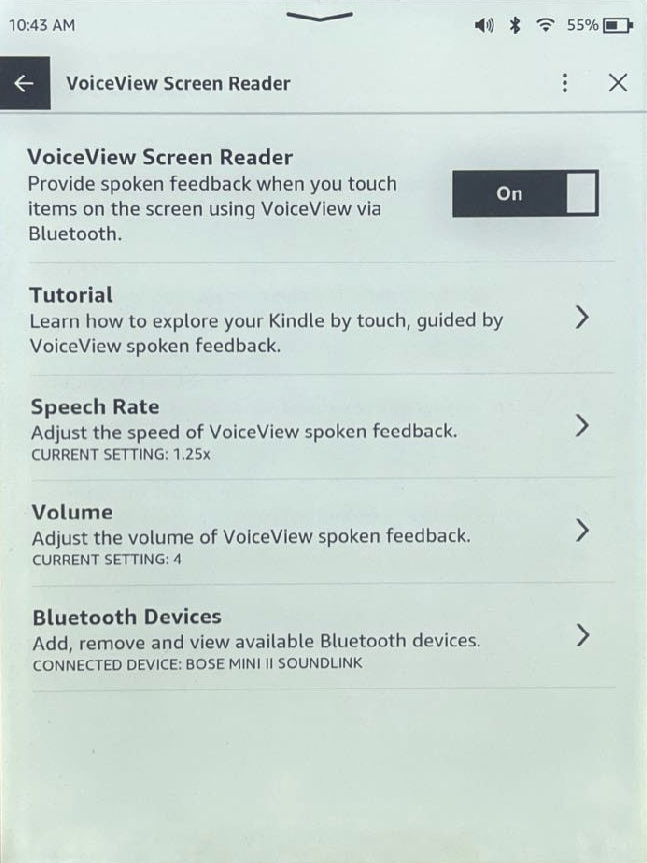 10:43 AM
55%
VoiceView Screen Reader
VoiceView Screen Reader
Provide spoken feedback when you touch
items on the screen using VoiceView via
Bluetooth.
On
Tutorial
Learn how to explore your Kindle by touch, guided by
VoiceView spoken feedback.
Speech Rate
Adjust the speed of VoiceView spoken feedback.
CURRENT SETTING: 1.25x
Volume
Adjust the volume of VoiceView spoken feedback.
CURRENT SETTING: 4
Bluetooth Devices
Add, remove and view available Bluetooth devices.
CONNECTED DEVICE: BOSE MINI II SOUNDLINK